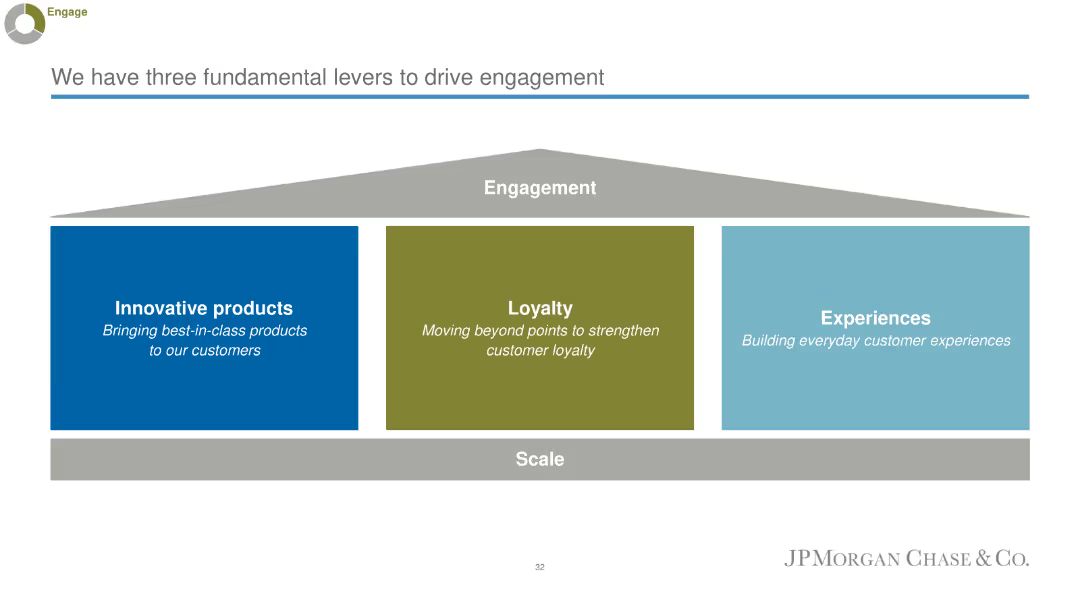 Engage
We have three fundamental levers to drive engagement
Engagement
Innovative products
Bringing best-in-class products
to our customers
Loyalty
Moving beyond points to strengthen
customer loyalty
Experiences
Building everyday customer experiences
Scale
32
JPMORGAN CHASE & CO.